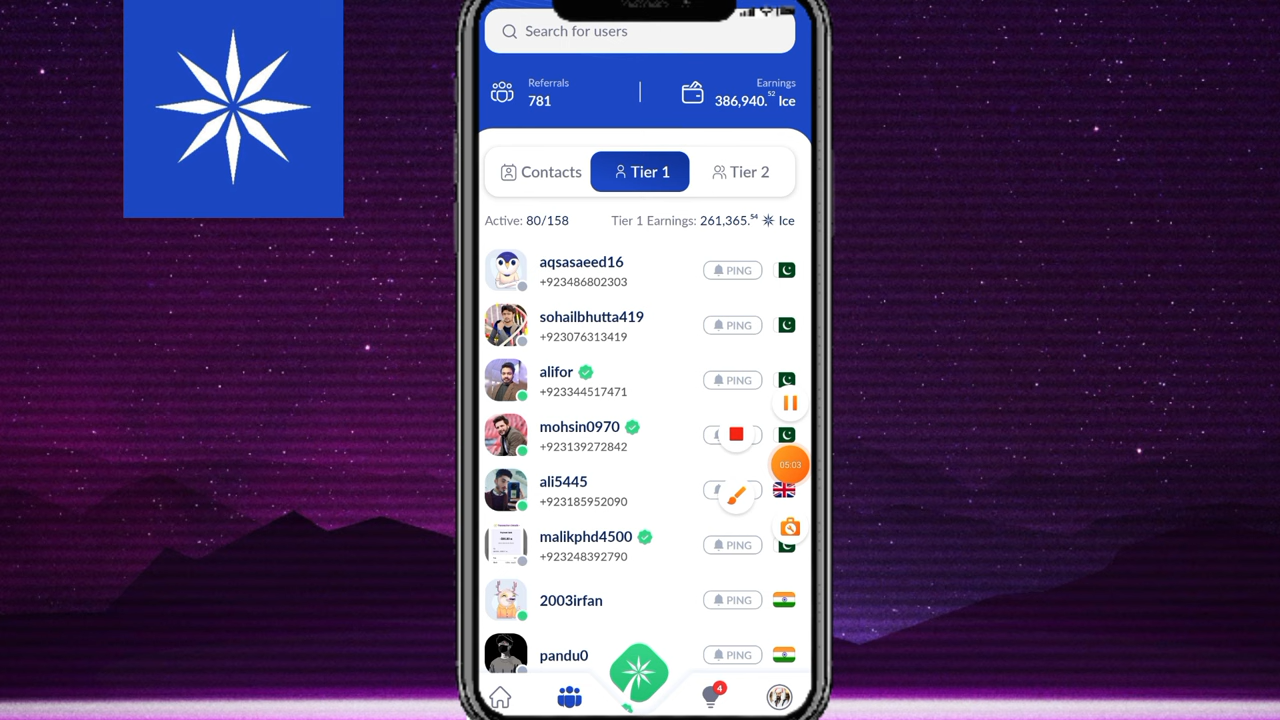 Search for users
Referrals
781
Earnings
386,940.52 Ice
Contacts
Tier 1
Tier 2
Active: 80/158
Tier 1 Earnings: 261,365.54 Ice
aqsasaeed16
+923486802303
PING
sohailbhutta419
+923076313419
PING
alifor
+923344517471
PING
mohsin0970
+923139272842
05:03
ali5445
+923185952090
malikphd4500
+923248392790
PING
2003irfan
PING
pandu0
PING
4